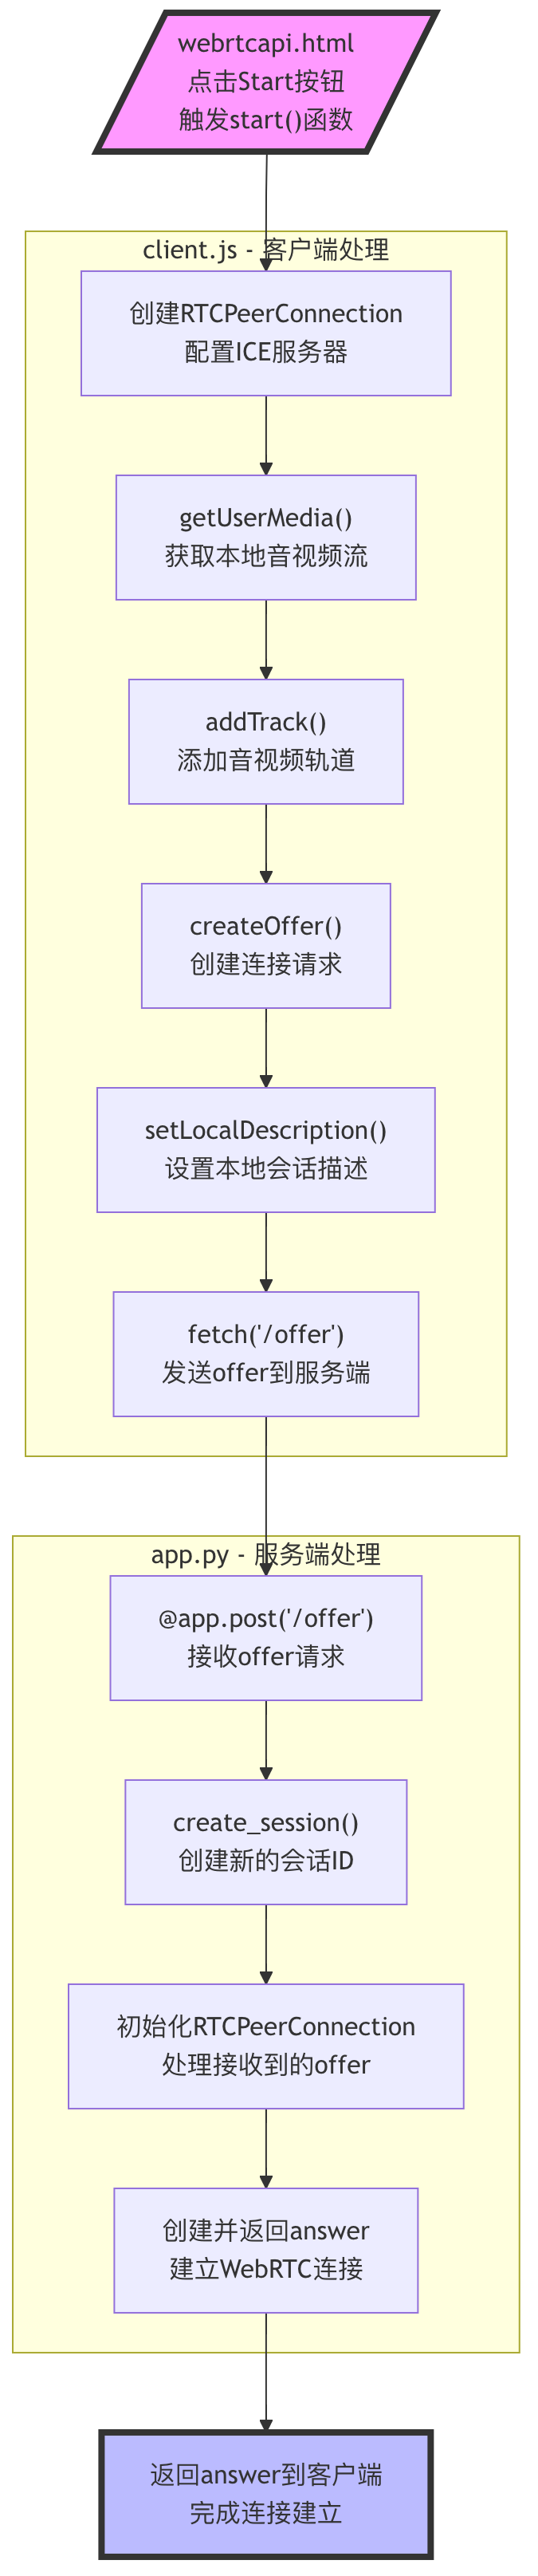 webrtcapi.html
点击Start按钮
触发start()函数
client.js - 客户端处理
创建RTCPeerConnection
配置ICE服务器
getUserMedia()
获取本地音视频流
addTrack()
添加音视频轨道
createOffer()
创建连接请求
setLocalDescription()
设置本地会话描述
fetch('/offer')
发送offer到服务端
app.py - 服务端处理
@app.post('/offer')
接收offer请求
create_session()
创建新的会话ID
初始化RTCPeerConnection
处理接收到的offer
创建并返回answer
建立WebRTC连接
返回answer到客户端
完成连接建立